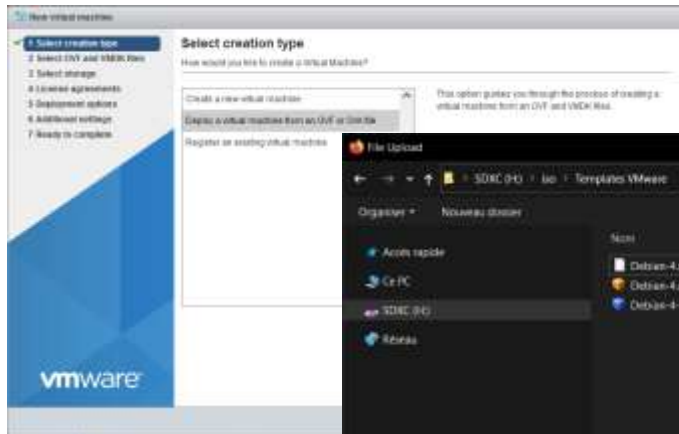 New virtual machine
1 Select creation type
2 Select OVF and VMDK files
3 Select storage
4 License agreements
5 Deployment options
6 Additional settings
7 Ready to complete
Select creation type
How would you like to create a Virtual Machine?
Create a new virtual machine
Deploy a virtual machine from an OVF or OVA file
Register an existing virtual machine
This option guides you through the process of creating a
virtual machine from an OVF and VMDK files.
vmware
File Upload
SDXC (H:) › iso › Templates VMware
Organiser
Nouveau dossier
Nom
Accès rapide
Ce PC
SDXC (H:)
Réseau
Debian-4
Debian-4
Debian-4